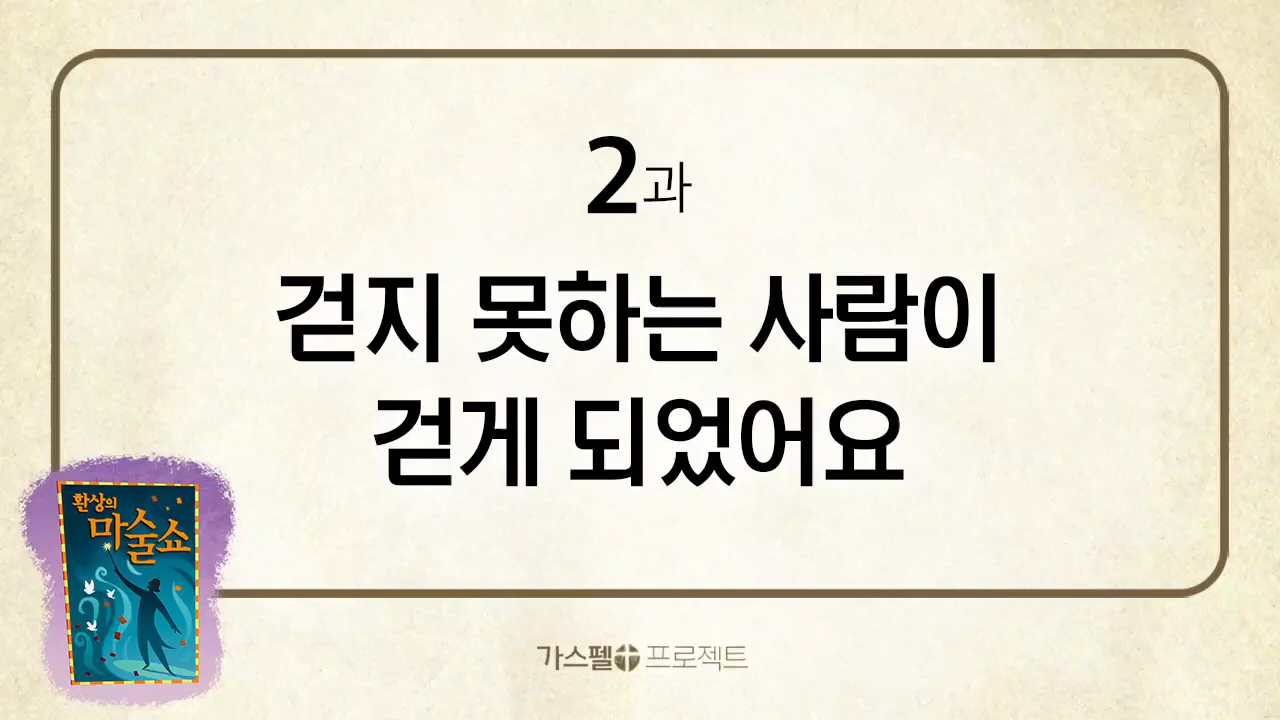 2과
걷지 못하는 사람이
걷게 되었어요
환상의
마술쇼
가스펠 프로젝트